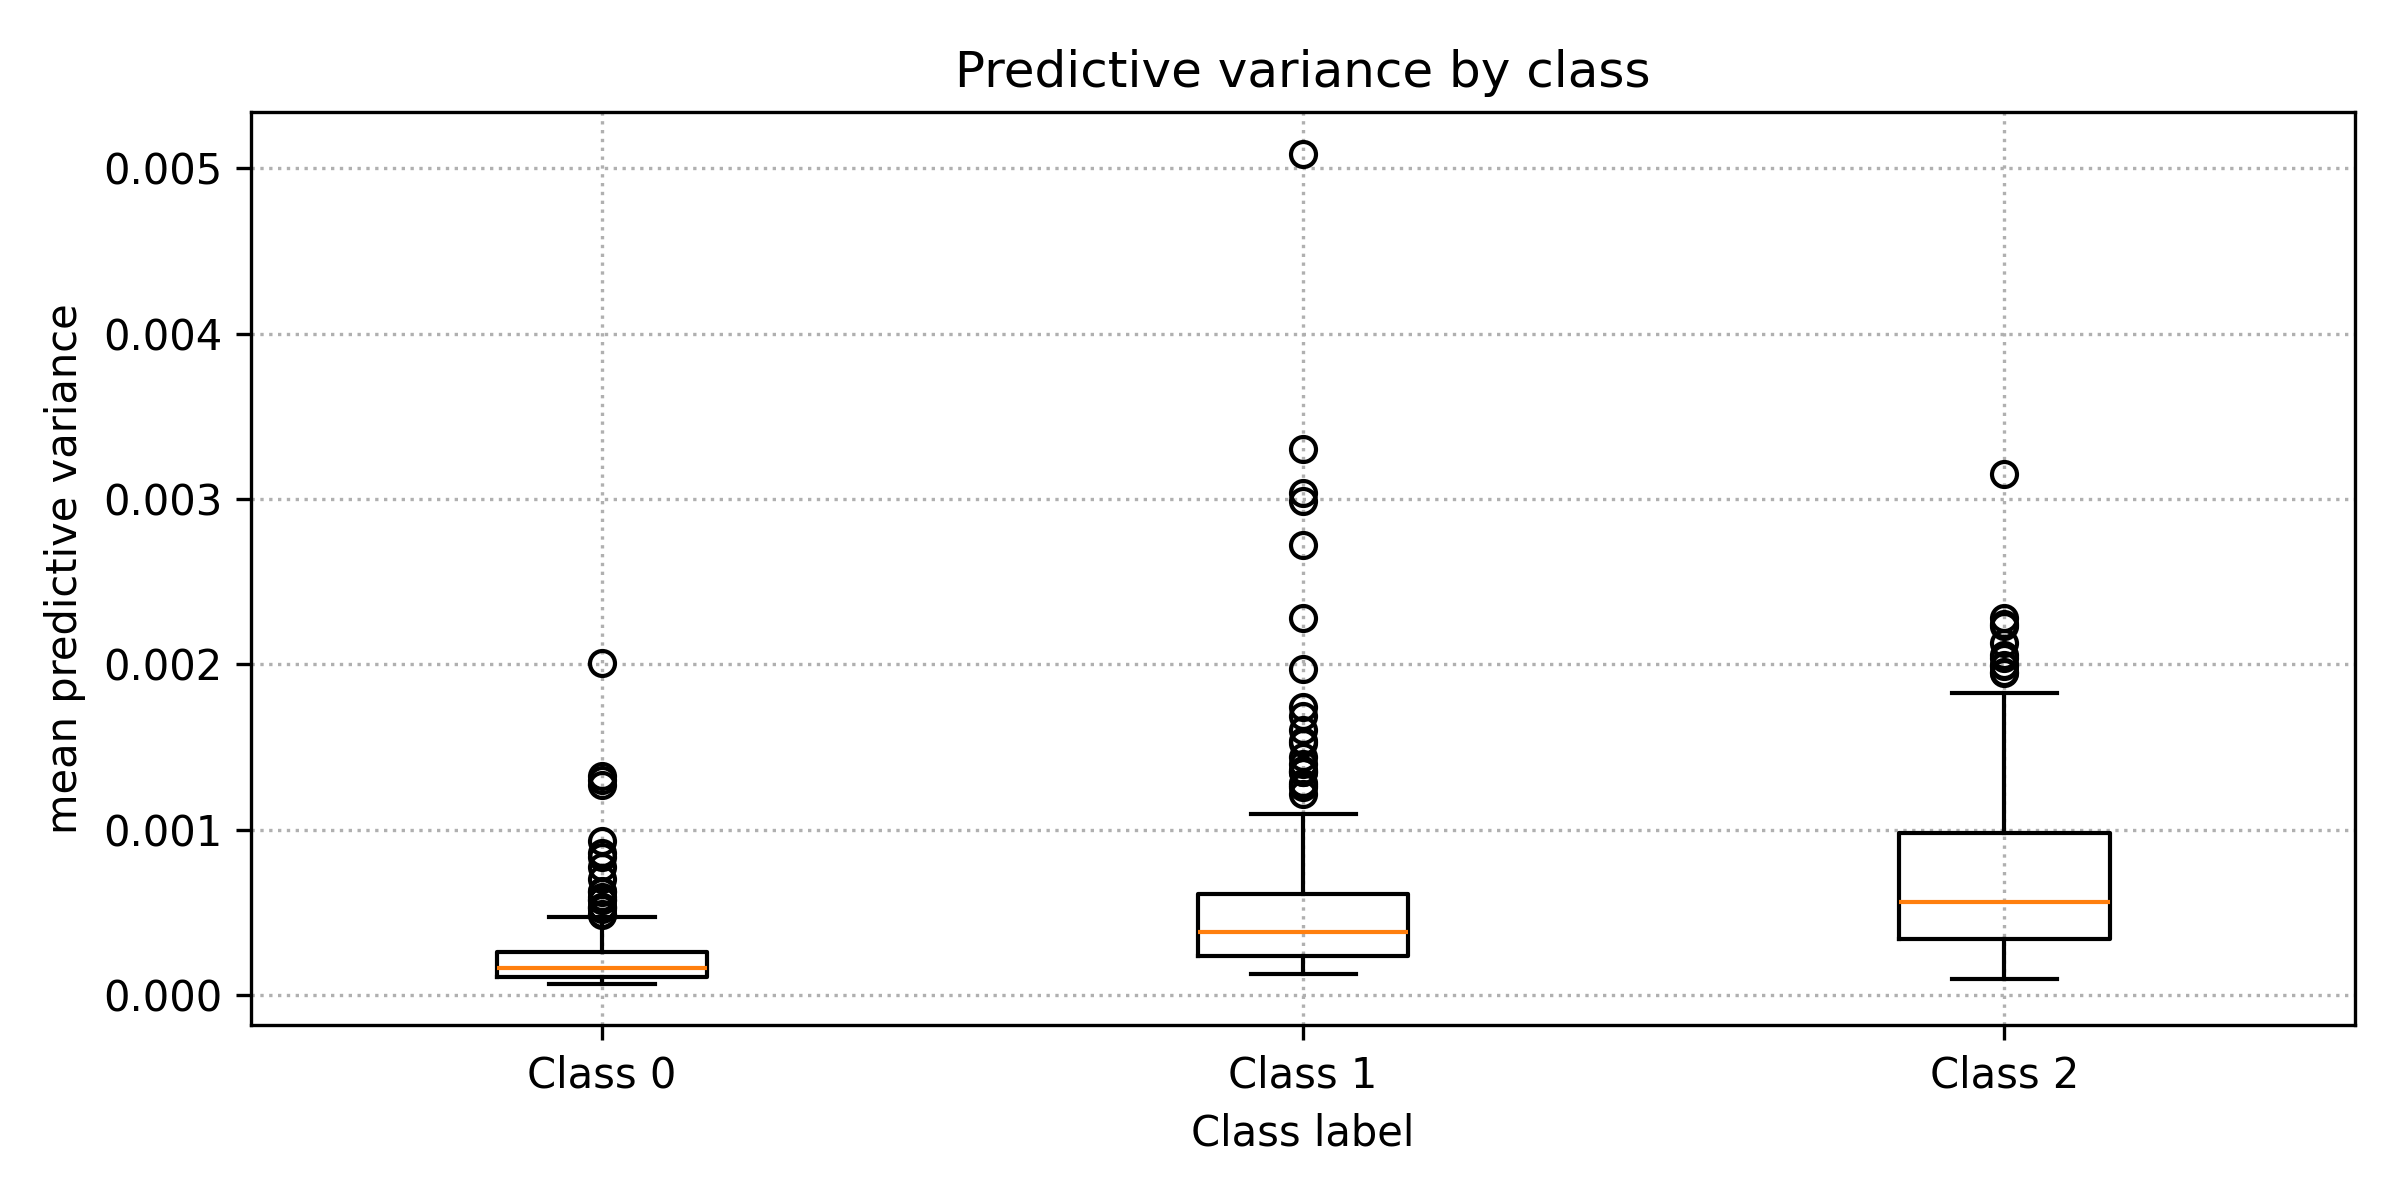 Predictive variance by class
mean predictive variance
0.005
0.004
0.003
0.002
0.001
0.000
Class 0 Class 1 Class 2
Class label